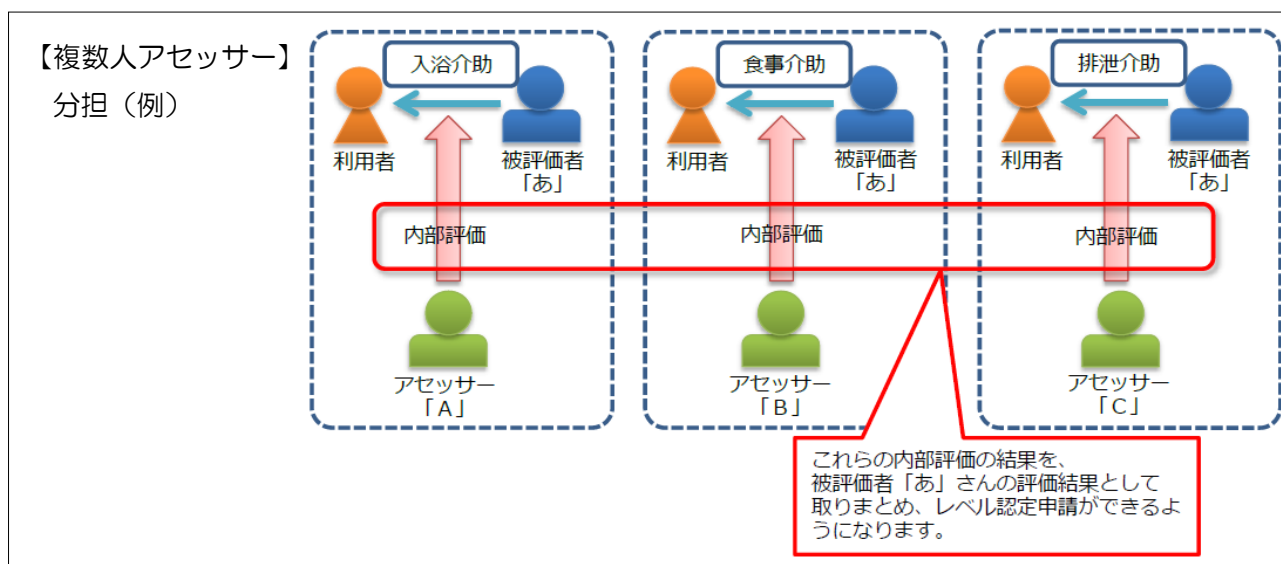 【複数人アセッサー】
分担（例）
入浴介助
利用者
被評価者
「あ」
内部評価
アセッサー
「A」
食事介助
利用者
被評価者
「あ」
内部評価
アセッサー
「B」
排泄介助
利用者
被評価者
「あ」
内部評価
アセッサー
「C」
これらの内部評価の結果を、
被評価者「あ」さんの評価結果として
取りまとめ、レベル認定申請ができるよ
うになります。